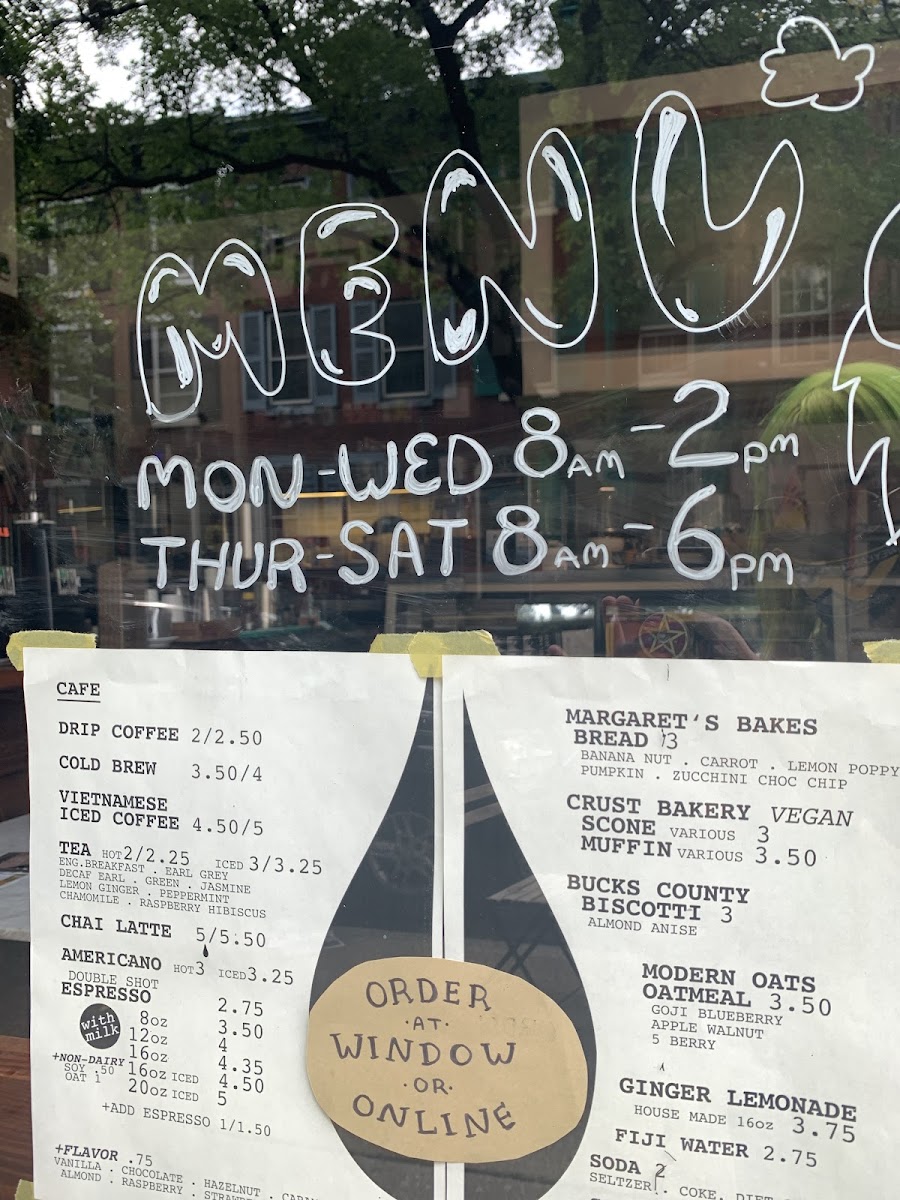 MENU
MON-WED 8AM-2PM
THUR-SAT 8AM-6PM
CAFE
DRIP COFFEE 2/2.50
COLD BREW 3.50/4
VIETNAMESE
ICED COFFEE 4.50/5
TEA HOT 2/2.25 ICED 3/3.25
ENG.BREAKFAST . EARL GREY
DECAF EARL . GREEN . JASMINE
LEMON GINGER . PEPPERMINT
CHAMOMILE . RASPBERRY HIBISCUS
CHAI LATTE 5/5.50
AMERICANO HOT 3 ICED 3.25
DOUBLE SHOT
ESPRESSO 2.75
with milk
8oz 3.50
12oz 4
16oz 4.35
+NON-DAIRY
SOY .50
OAT 1
16oz ICED 4.50
20oz ICED 5
+ADD ESPRESSO 1/1.50
+FLAVOR .75
VANILLA . CHOCOLATE . HAZELNUT .
ALMOND . RASPBERRY .
ORDER
·AT·
WINDOW
·OR·
ONLINE
MARGARET'S BAKES
BREAD 3
BANANA NUT . CARROT . LEMON POPPY
PUMPKIN . ZUCCHINI CHOC CHIP
CRUST BAKERY VEGAN
SCONE VARIOUS 3
MUFFIN VARIOUS 3.50
BUCKS COUNTY
BISCOTTI 3
ALMOND ANISE
MODERN OATS
OATMEAL 3.50
GOJI BLUEBERRY
APPLE WALNUT
5 BERRY
GINGER LEMONADE
HOUSE MADE 16oz 3.75
FIJI WATER 2.75
SODA 2
SELTZER . COKE,